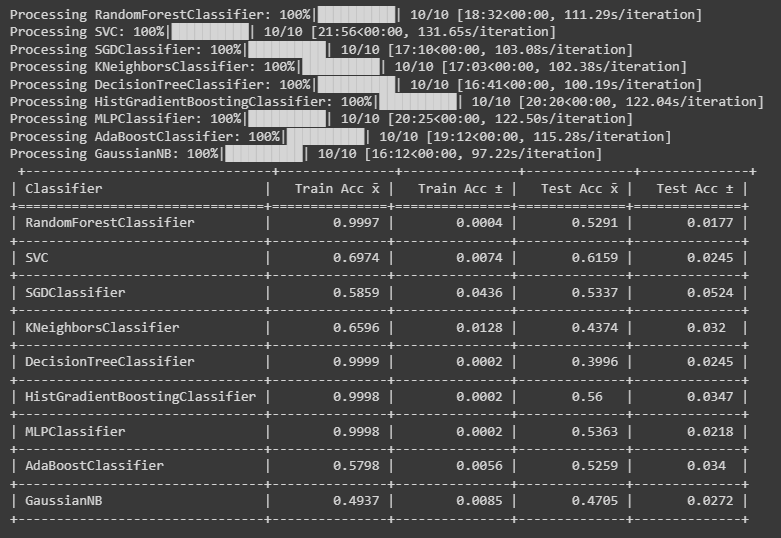 Processing RandomForestClassifier: 100%|██████████| 10/10 [18:32<00:00, 111.29s/iteration]
Processing SVC: 100%|██████████| 10/10 [21:56<00:00, 131.65s/iteration]
Processing SGDClassifier: 100%|██████████| 10/10 [17:10<00:00, 103.08s/iteration]
Processing KNeighborsClassifier: 100%|██████████| 10/10 [17:03<00:00, 102.38s/iteration]
Processing DecisionTreeClassifier: 100%|██████████| 10/10 [16:41<00:00, 100.19s/iteration]
Processing HistGradientBoostingClassifier: 100%|██████████| 10/10 [20:20<00:00, 122.04s/iteration]
Processing MLPClassifier: 100%|██████████| 10/10 [20:25<00:00, 122.50s/iteration]
Processing AdaBoostClassifier: 100%|██████████| 10/10 [19:12<00:00, 115.28s/iteration]
Processing GaussianNB: 100%|██████████| 10/10 [16:12<00:00, 97.22s/iteration]
| Classifier | Train Acc x̄ | Train Acc ± | Test Acc x̄ | Test Acc ± |
| RandomForestClassifier | 0.9997 | 0.0004 | 0.5291 | 0.0177 |
| SVC | 0.6974 | 0.0074 | 0.6159 | 0.0245 |
| SGDClassifier | 0.5859 | 0.0436 | 0.5337 | 0.0524 |
| KNeighborsClassifier | 0.6596 | 0.0128 | 0.4374 | 0.032 |
| DecisionTreeClassifier | 0.9999 | 0.0002 | 0.3996 | 0.0245 |
| HistGradientBoostingClassifier | 0.9998 | 0.0002 | 0.56 | 0.0347 |
| MLPClassifier | 0.9998 | 0.0002 | 0.5363 | 0.0218 |
| AdaBoostClassifier | 0.5798 | 0.0056 | 0.5259 | 0.034 |
| GaussianNB | 0.4937 | 0.0085 | 0.4705 | 0.0272 |